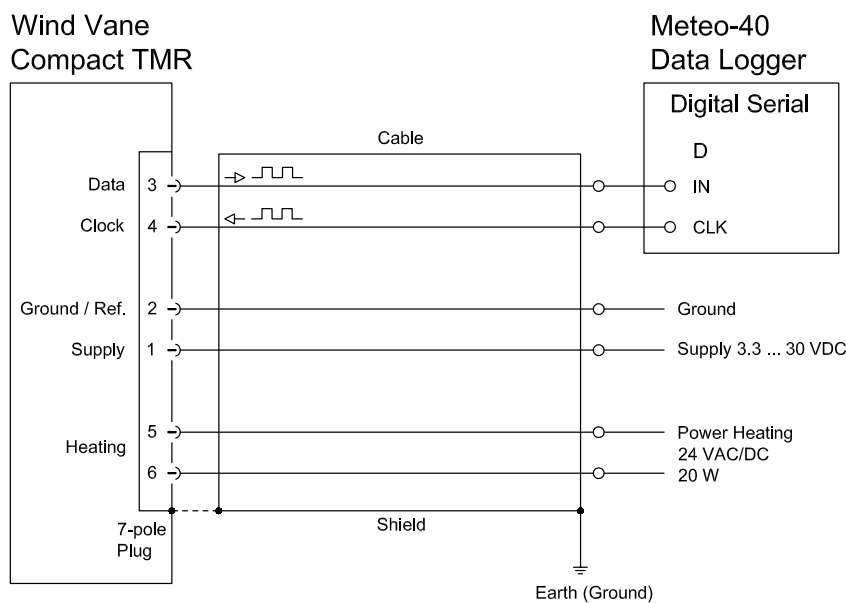 Wind Vane
Compact TMR
Meteo-40
Data Logger
Digital Serial
Cable
D
Data 3 IN
Clock 4 CLK
Ground / Ref. 2 Ground
Supply 1 Supply 3.3 ... 30 VDC
Heating
5
6
Power Heating
24 VAC/DC
20 W
7-pole
Plug
Shield
Earth (Ground)